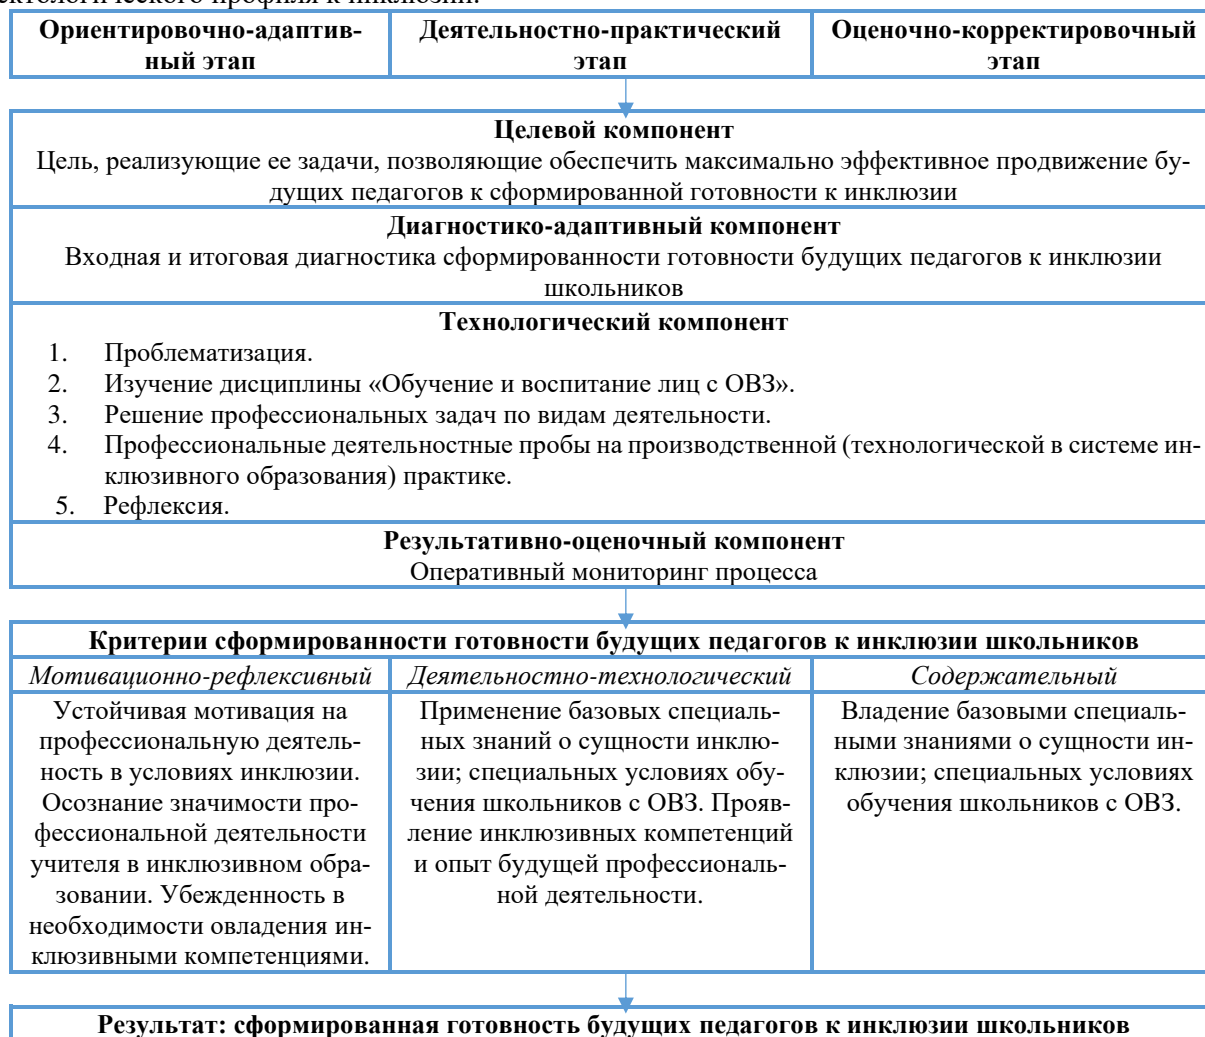 ектологического профиля к инклюзии.
Ориентировочно-адаптив-
ный этап
Деятельностно-практический
этап
Оценочно-корректировочный
этап
Целевой компонент
Цель, реализующие ее задачи, позволяющие обеспечить максимально эффективное продвижение бу-
дущих педагогов к сформированной готовности к инклюзии
Диагностико-адаптивный компонент
Входная и итоговая диагностика сформированности готовности будущих педагогов к инклюзии
школьников
Технологический компонент
1. Проблематизация.
2. Изучение дисциплины «Обучение и воспитание лиц с ОВЗ».
3. Решение профессиональных задач по видам деятельности.
4. Профессиональные деятельностные пробы на производственной (технологической в системе ин-
клюзивного образования) практике.
5. Рефлексия.
Результативно-оценочный компонент
Оперативный мониторинг процесса
Критерии сформированности готовности будущих педагогов к инклюзии школьников
Мотивационно-рефлексивный
Устойчивая мотивация на
профессиональную деятель-
ность в условиях инклюзии.
Осознание значимости про-
фессиональной деятельности
учителя в инклюзивном обра-
зовании. Убежденность в
необходимости овладения ин-
клюзивными компетенциями.
Деятельностно-технологический
Применение базовых специаль-
ных знаний о сущности инклю-
зии; специальных условиях обу-
чения школьников с ОВЗ. Прояв-
ление инклюзивных компетенций
и опыт будущей профессиональ-
ной деятельности.
Содержательный
Владение базовыми специаль-
ными знаниями о сущности ин-
клюзии; специальных условиях
обучения школьников с ОВЗ.
Результат: сформированная готовность будущих педагогов к инклюзии школьников